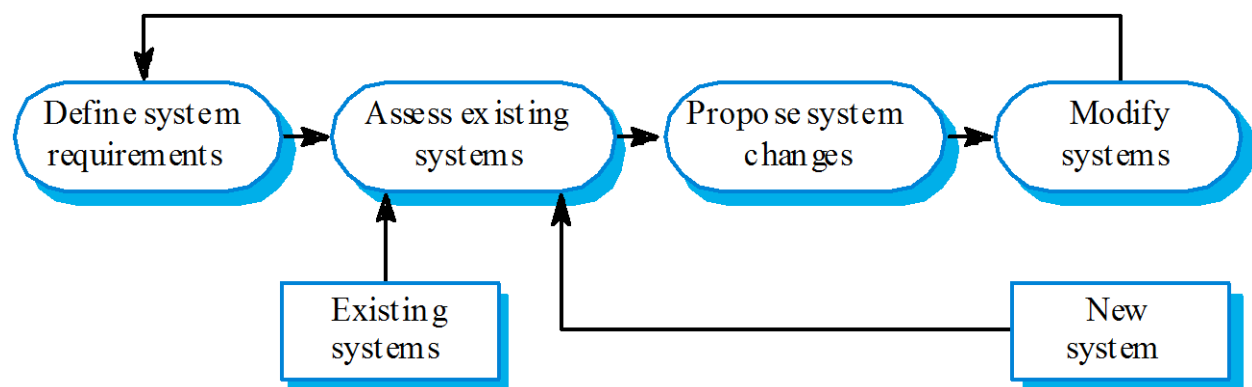 Define system
requirements
Assess existing
systems
Propose system
changes
Modify
systems
Existing
systems
New
system